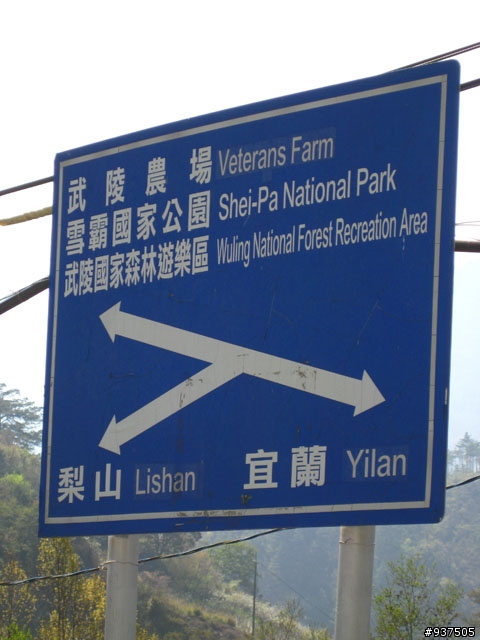 武陵農場 Veterans Farm
雪霸國家公園 Shei-Pa National Park
武陵國家森林遊樂區 Wuling National Forest Recreation Area
梨山 Lishan 宜蘭 Yilan
#937505